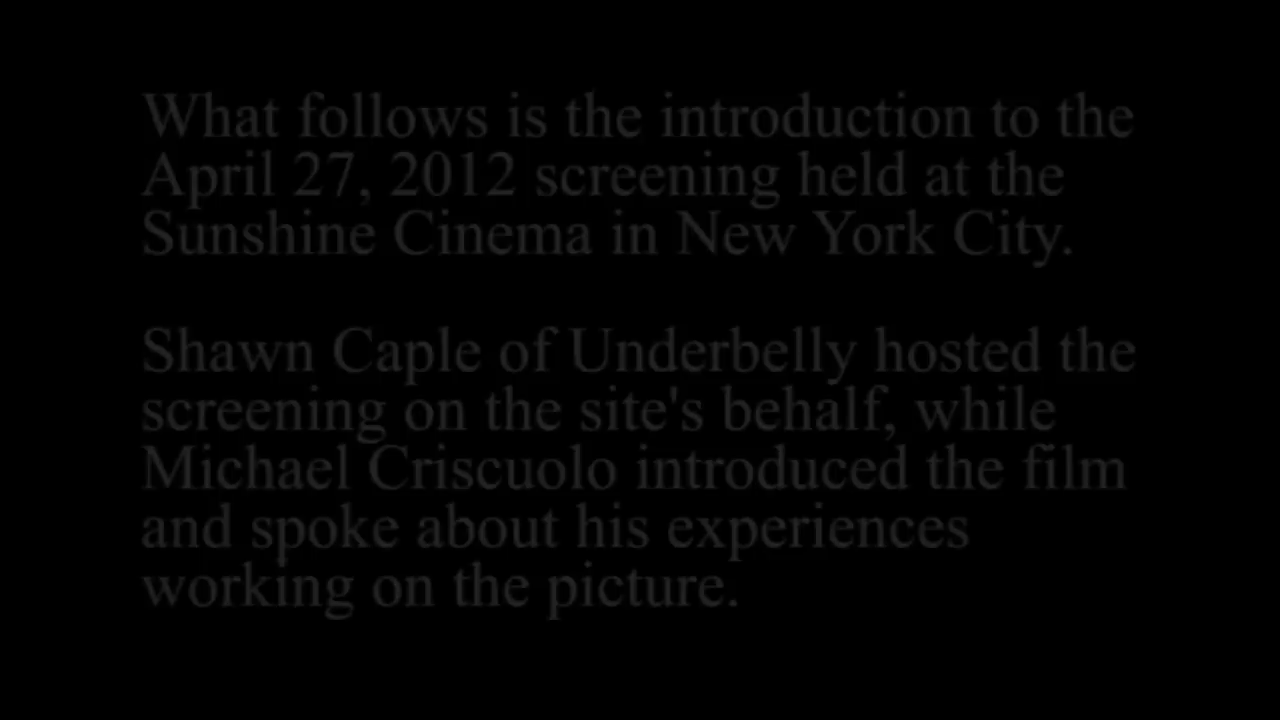 What follows is the introduction to the
April 27, 2012 screening held at the
Sunshine Cinema in New York City.
Shawn Caple of Underbelly hosted the
screening on the site's behalf, while
Michael Criscuolo introduced the film
and spoke about his experiences
working on the picture.